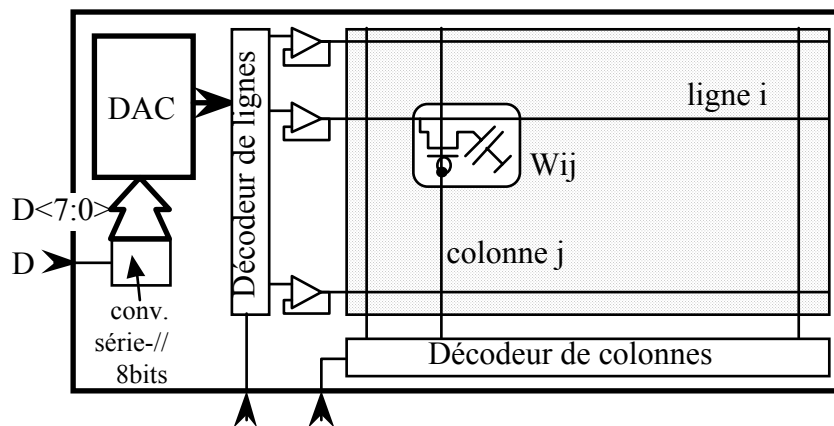 DAC
D<7:0>
D
conv.
série-//
8bits
Décodeur de lignes
ligne i
Wij
colonne j
Décodeur de colonnes